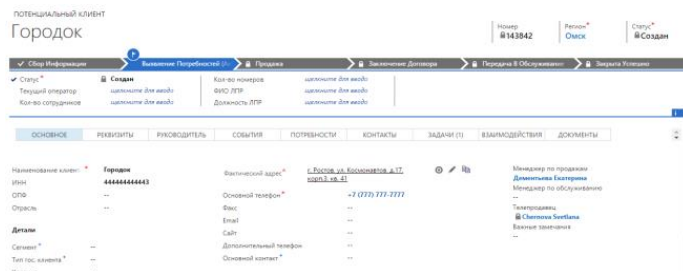 ПОТЕНЦИАЛЬНЫЙ КЛИЕНТ
Городок
Номер
143842
Регион*
Омск
Статус*
Создан
Сбор Информации
Выявление Потребностей
Продажа
Заключение Договора
Передача В Обслуживание
Закрыта Успешно
Статус* Создан Кол-во номеров щелкните для ввода
Текущий оператор щелкните для ввода ФИО ЛПР щелкните для ввода
Кол-во сотрудников щелкните для ввода Должность ЛПР щелкните для ввода
ОСНОВНОЕ РЕКВИЗИТЫ РУКОВОДИТЕЛЬ СОБЫТИЯ ПОТРЕБНОСТИ КОНТАКТЫ ЗАДАЧИ (1) ВЗАИМОДЕЙСТВИЯ ДОКУМЕНТЫ
Наименование клиент * Городок
ИНН 444444444443
ОПФ --
Отрасль --
Детали
Сегмент* --
Тип гос. клиента* --
Фактический адрес* г. Ростов, ул. Космонавтов, д.17, корп.3, кв. 41
Основной телефон* +7 (777) 777-7777
Факс --
Email --
Сайт --
Дополнительный телефон --
Основной контакт* --
Менеджер по продажам
Дементьева Екатерина
Менеджер по обслуживанию
--
Телепродавец
Chernova Svetlana
Важные замечания
--